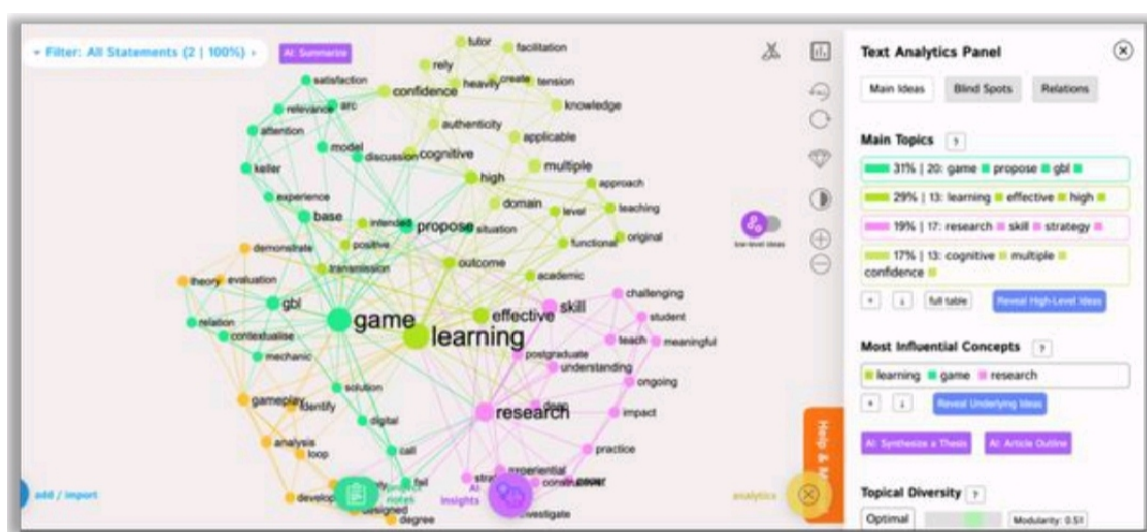 Filter: All Statements (2 | 100%)
AI: Summarize
tutor
facilitation
rely
satisfaction
heavily
create
tension
confidence
relevance
arc
knowledge
attention
authenticity
applicable
model
discussion
cognitive
keller
multiple
high
approach
experience
domain
base
intended
propose
situation
level
teaching
demonstrate
positive
functional
original
transmission
outcome
theory
evaluation
academic
gbl
skill
challenging
relation
game
effective
student
contextualise
learning
teach
meaningful
mechanic
postgraduate
understanding
solution
ongoing
gameplay
identify
research
deep
impact
digital
analysis
loop
call
practice
experiential
fail
designed
degree
investigate
low-level ideas
add / import
project
notes
AI
insights
analytics
Text Analytics Panel
Main Ideas
Blind Spots
Relations
Main Topics ?
31% | 20: game propose gbl
29% | 13: learning effective high
19% | 17: research skill strategy
17% | 13: cognitive multiple
confidence
full table
Reveal High-Level Ideas
Most Influential Concepts ?
learning game research
Reveal Underlying Ideas
AI: Synthesize a Thesis
AI: Article Outline
Topical Diversity ?
Optimal
Modularity: 0.51